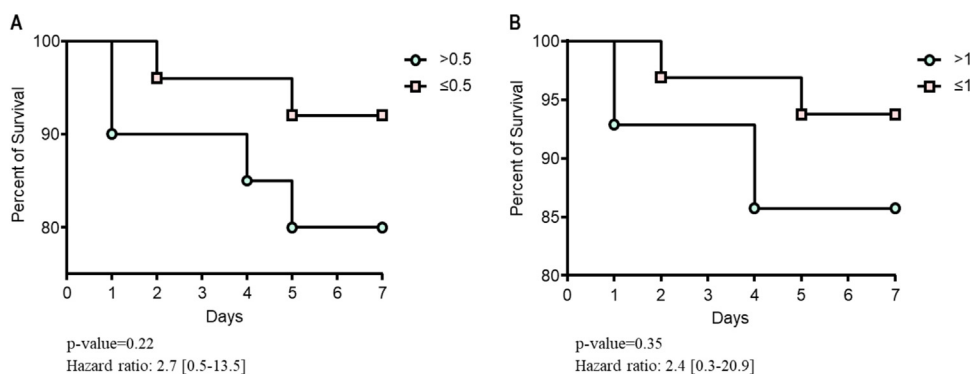 A
Percent of Survival
100
90
80
0 1 2 3 4 5 6 7
Days
>0.5
≤0.5
p-value=0.22
Hazard ratio: 2.7 [0.5-13.5]
B
Percent of Survival
100
95
90
85
80
0 1 2 3 4 5 6 7
Days
>1
≤1
p-value=0.35
Hazard ratio: 2.4 [0.3-20.9]